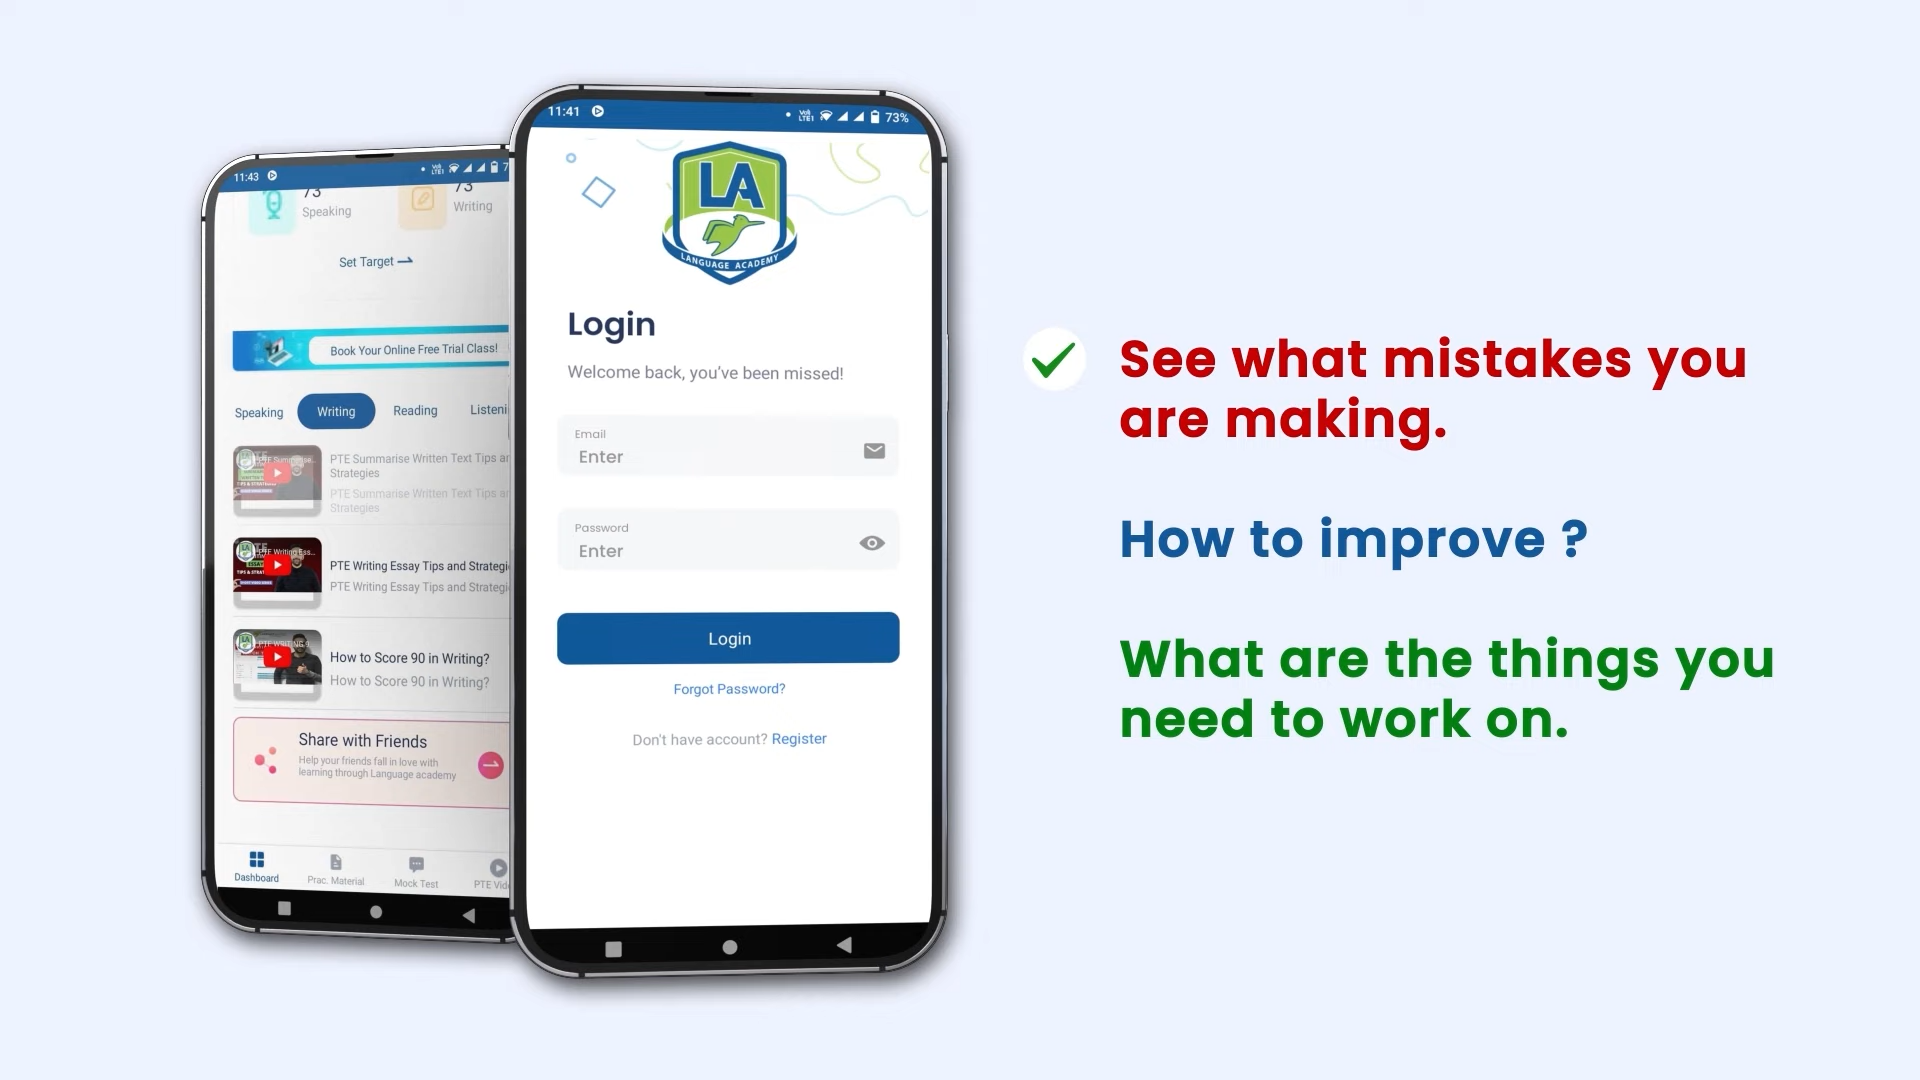 11:43
73
73
Speaking
Writing
Set Target
Book Your Online Free Trial Class!
Speaking
Writing
Reading
Listeni
PTE Summarise Written Text Tips an
Strategies
PTE Summarise Written Text Tips an
Strategies
PTE Writing Essay Tips and Strategi
PTE Writing Essay Tips and Strategi
How to Score 90 in Writing?
How to Score 90 in Writing?
Share with Friends
Help your friends fall in love with
learning through Language academy
Dashboard
Prac. Material
Mock Test
PTE Vid
11:41
73%
LA
LANGUAGE ACADEMY
Login
Welcome back, you've been missed!
Email
Enter
Password
Enter
Login
Forgot Password?
Don't have account? Register
See what mistakes you
are making.
How to improve ?
What are the things you
need to work on.